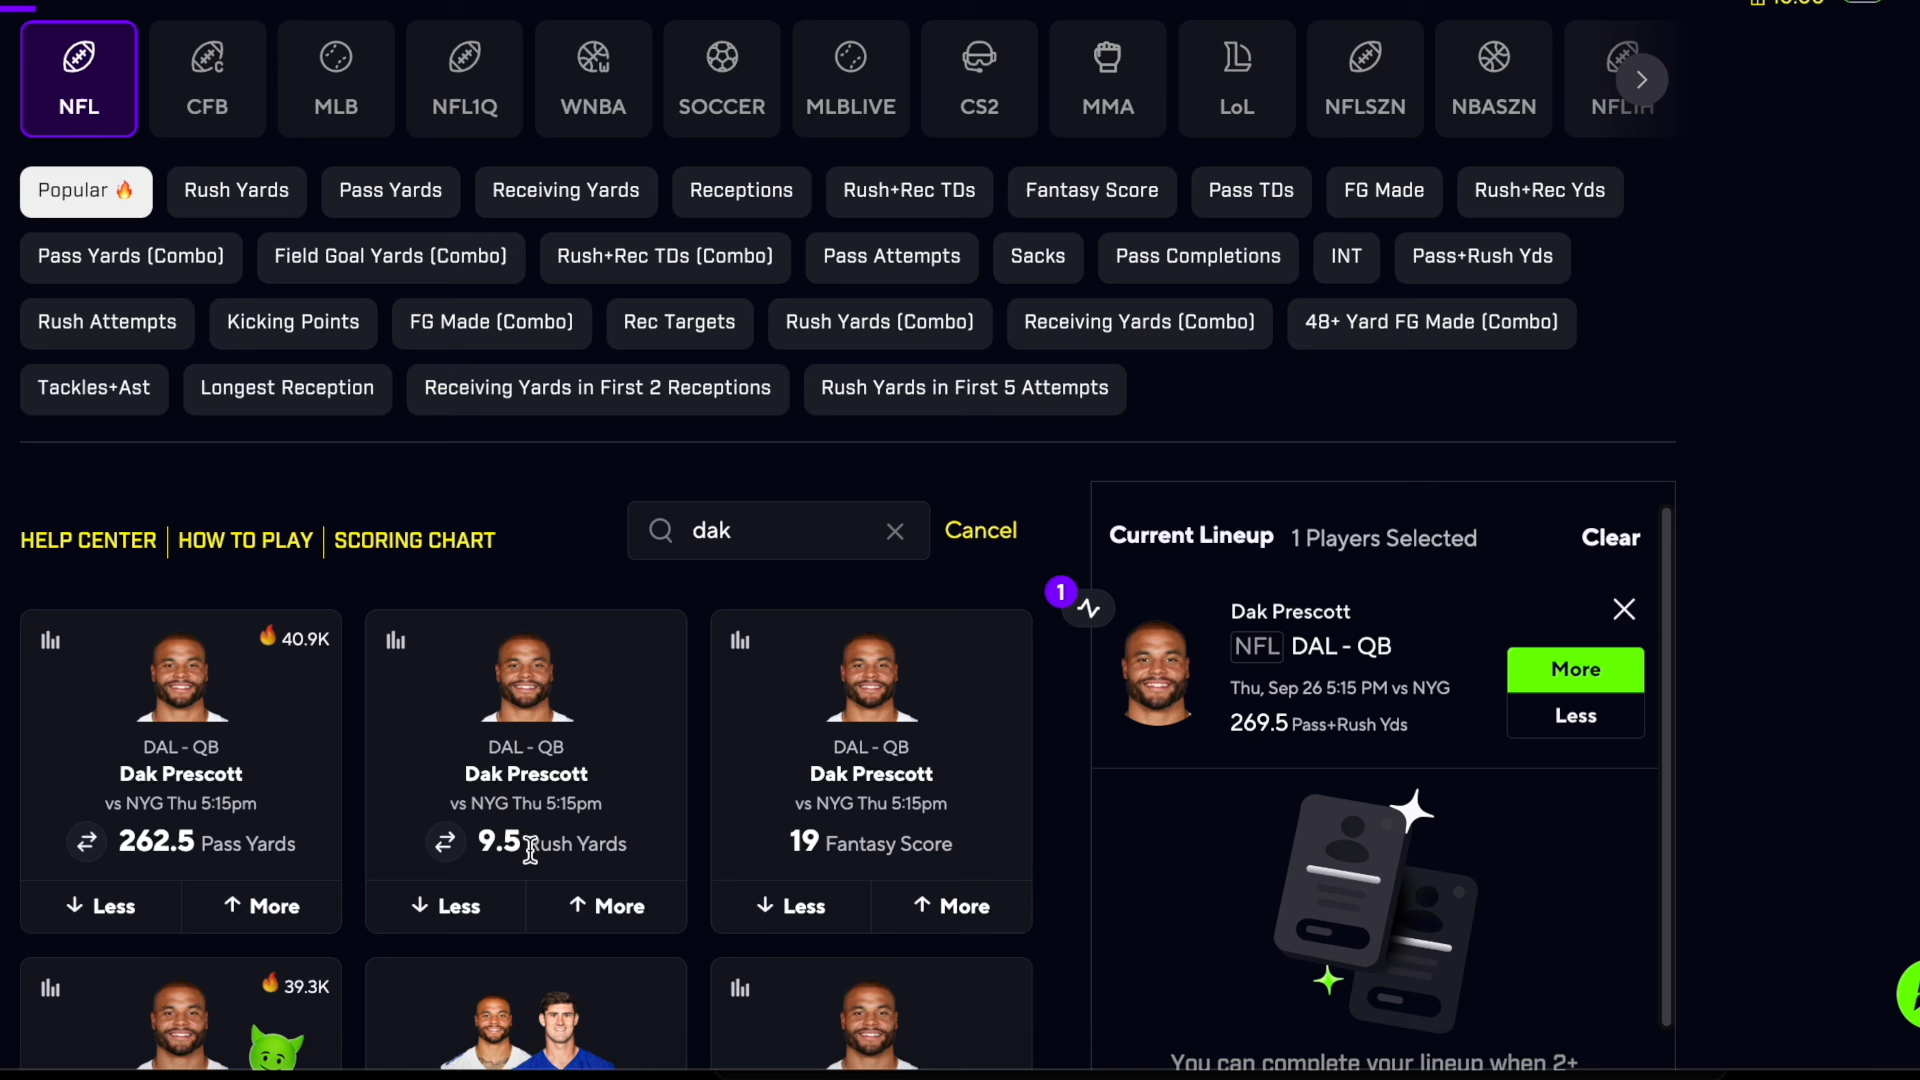 NFL
CFB
MLB
NFL1Q
WNBA
SOCCER
MLBLIVE
CS2
MMA
LoL
NFLSZN
NBASZN
Popular
Rush Yards
Pass Yards
Receiving Yards
Receptions
Rush+Rec TDs
Fantasy Score
Pass TDs
FG Made
Rush+Rec Yds
Pass Yards (Combo)
Field Goal Yards (Combo)
Rush+Rec TDs (Combo)
Pass Attempts
Sacks
Pass Completions
INT
Pass+Rush Yds
Rush Attempts
Kicking Points
FG Made (Combo)
Rec Targets
Rush Yards (Combo)
Receiving Yards (Combo)
48+ Yard FG Made (Combo)
Tackles+Ast
Longest Reception
Receiving Yards in First 2 Receptions
Rush Yards in First 5 Attempts
HELP CENTER
HOW TO PLAY
SCORING CHART
dak
Cancel
40.9K
DAL - QB
Dak Prescott
vs NYG Thu 5:15pm
262.5 Pass Yards
Less
More
DAL - QB
Dak Prescott
vs NYG Thu 5:15pm
9.5 Rush Yards
Less
More
DAL - QB
Dak Prescott
vs NYG Thu 5:15pm
19 Fantasy Score
Less
More
39.3K
Current Lineup
1 Players Selected
Clear
1
Dak Prescott
NFL DAL - QB
Thu, Sep 26 5:15 PM vs NYG
269.5 Pass+Rush Yds
More
Less
You can complete your lineup when 2+